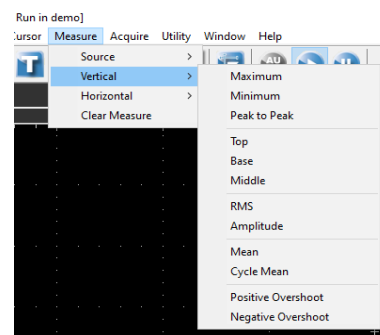 Run in demo]
Cursor Measure Acquire Utility Window Help
T AU
Source >
Vertical >
Horizontal >
Clear Measure
Maximum
Minimum
Peak to Peak
Top
Base
Middle
RMS
Amplitude
Mean
Cycle Mean
Positive Overshoot
Negative Overshoot